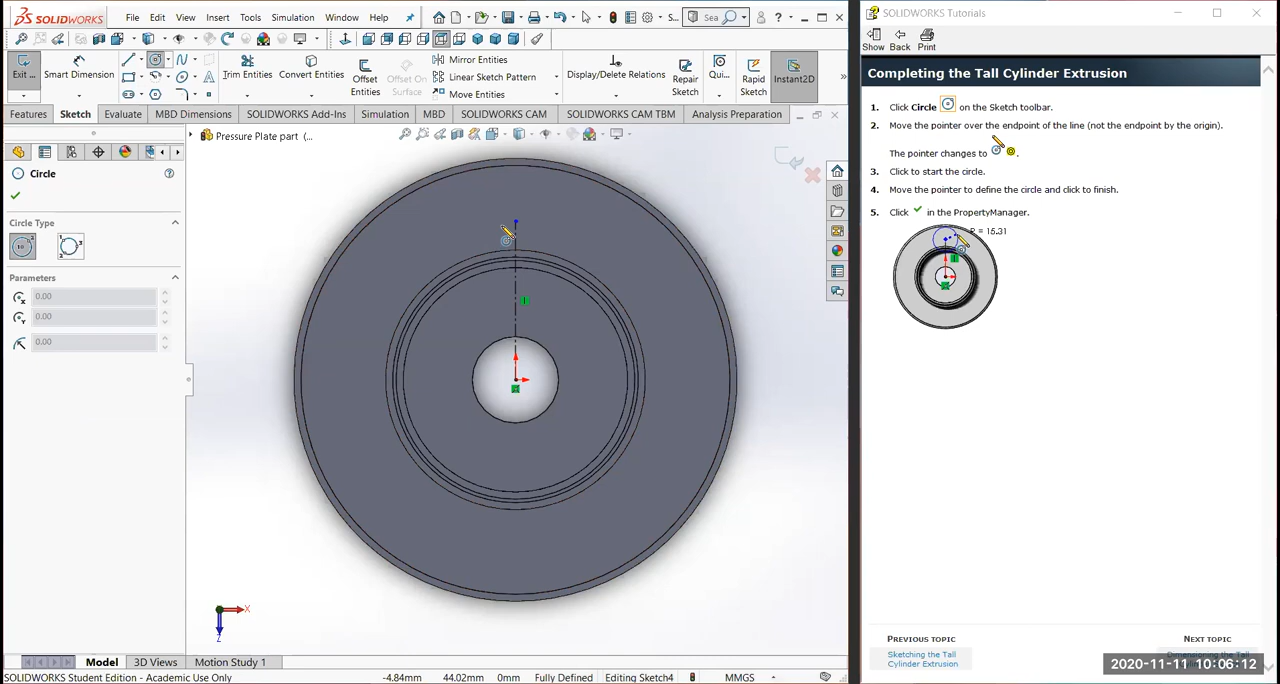 SOLIDWORKS
File Edit View Insert Tools Simulation Window Help
S... Sea ?
Exit ...
Smart Dimension
Trim Entities
Convert Entities
Offset Entities
Offset On Surface
Mirror Entities
Linear Sketch Pattern
Move Entities
Display/Delete Relations
Repair Sketch
Qui...
Rapid Sketch
Instant2D
Features Sketch Evaluate MBD Dimensions SOLIDWORKS Add-Ins Simulation MBD SOLIDWORKS CAM SOLIDWORKS CAM TBM Analysis Preparation
Pressure Plate part (...
Circle
Circle Type
Parameters
0.00
0.00
0.00
X
Z
Model 3D Views Motion Study 1
SOLIDWORKS Student Edition - Academic Use Only
-4.84mm 44.02mm 0mm Fully Defined Editing Sketch4 MMGS
SOLIDWORKS Tutorials
Show Back Print
Completing the Tall Cylinder Extrusion
1. Click Circle on the Sketch toolbar.
2. Move the pointer over the endpoint of the line (not the endpoint by the origin).
The pointer changes to .
3. Click to start the circle.
4. Move the pointer to define the circle and click to finish.
5. Click in the PropertyManager.
R = 16.31
PREVIOUS TOPIC
Sketching the Tall
Cylinder Extrusion
NEXT TOPIC
Dimensioning the Tall
2020-11-11 10:06:12